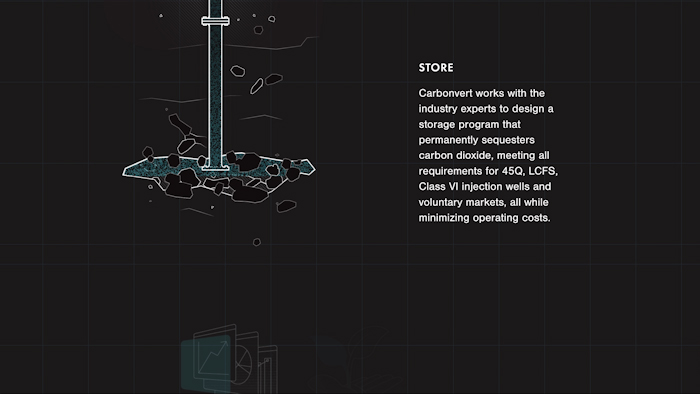 STORE
Carbonvert works with the
industry experts to design a
storage program that
permanently sequesters
carbon dioxide, meeting all
requirements for 45Q, LCFS,
Class VI injection wells and
voluntary markets, all while
minimizing operating costs.